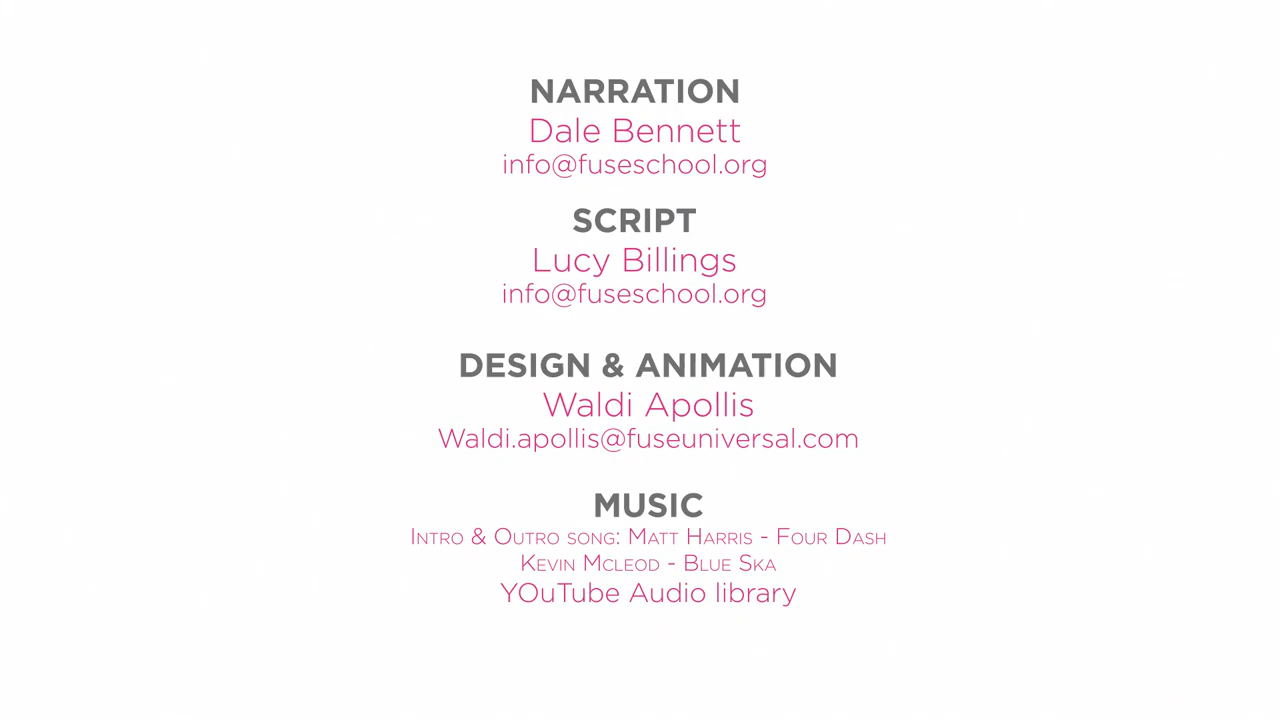 NARRATION
Dale Bennett
info@fuseschool.org
SCRIPT
Lucy Billings
info@fuseschool.org
DESIGN & ANIMATION
Waldi Apollis
Waldi.apollis@fuseuniversal.com
MUSIC
Intro & Outro song: Matt Harris - Four Dash
Kevin Mcleod - Blue Ska
YOuTube Audio library